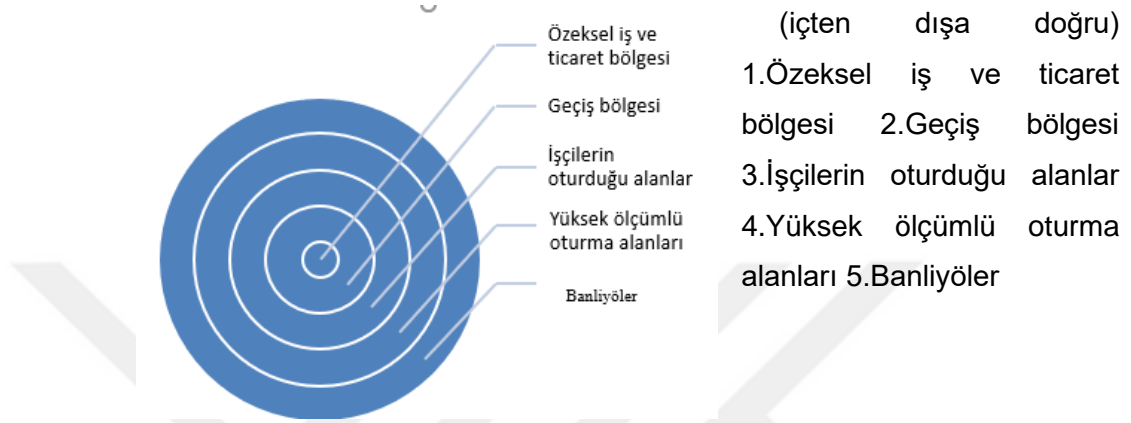 Özeksel iş ve
ticaret bölgesi
Geçiş bölgesi
İşçilerin
oturduğu alanlar
Yüksek ölçümlü
oturma alanları
Banliyöler
(içten dışa doğru)
1.Özeksel iş ve ticaret
bölgesi 2.Geçiş bölgesi
3.İşçilerin oturduğu alanlar
4.Yüksek ölçümlü oturma
alanları 5.Banliyöler